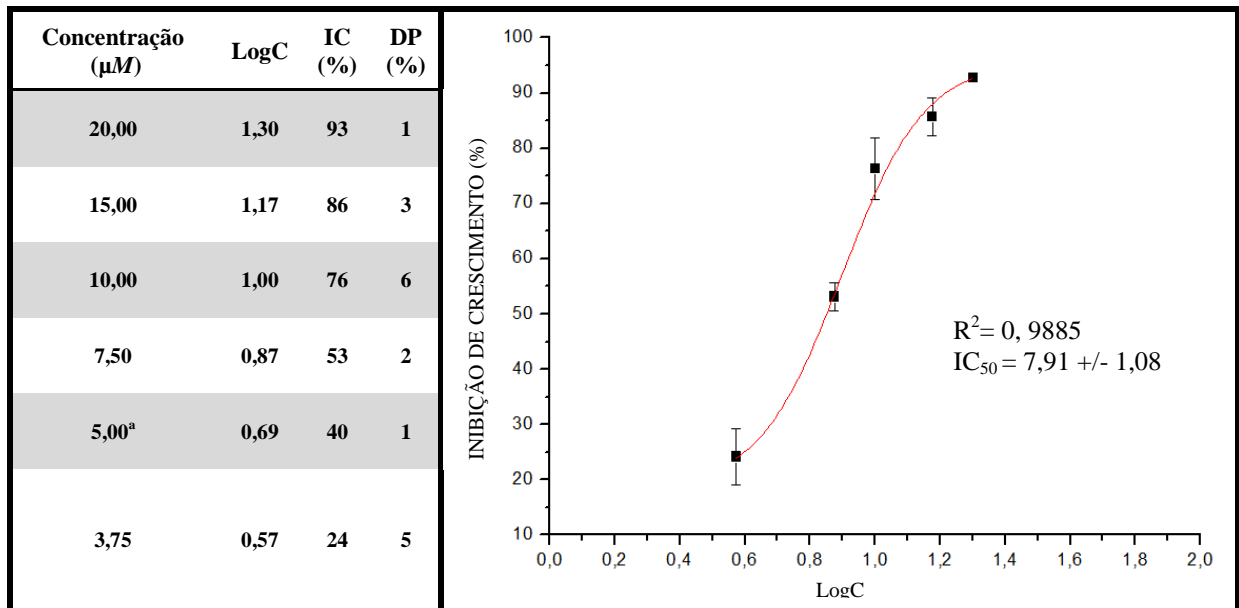 Concentração (µM) LogC IC (%) DP (%)
20,00 1,30 93 1
15,00 1,17 86 3
10,00 1,00 76 6
7,50 0,87 53 2
5,00ᵃ 0,69 40 1
3,75 0,57 24 5
INIBIÇÃO DE CRESCIMENTO (%)
100
90
80
70
60
50
40
30
20
10
R²= 0, 9885
IC₅₀ = 7,91 +/- 1,08
0,0 0,2 0,4 0,6 0,8 1,0 1,2 1,4 1,6 1,8 2,0
LogC